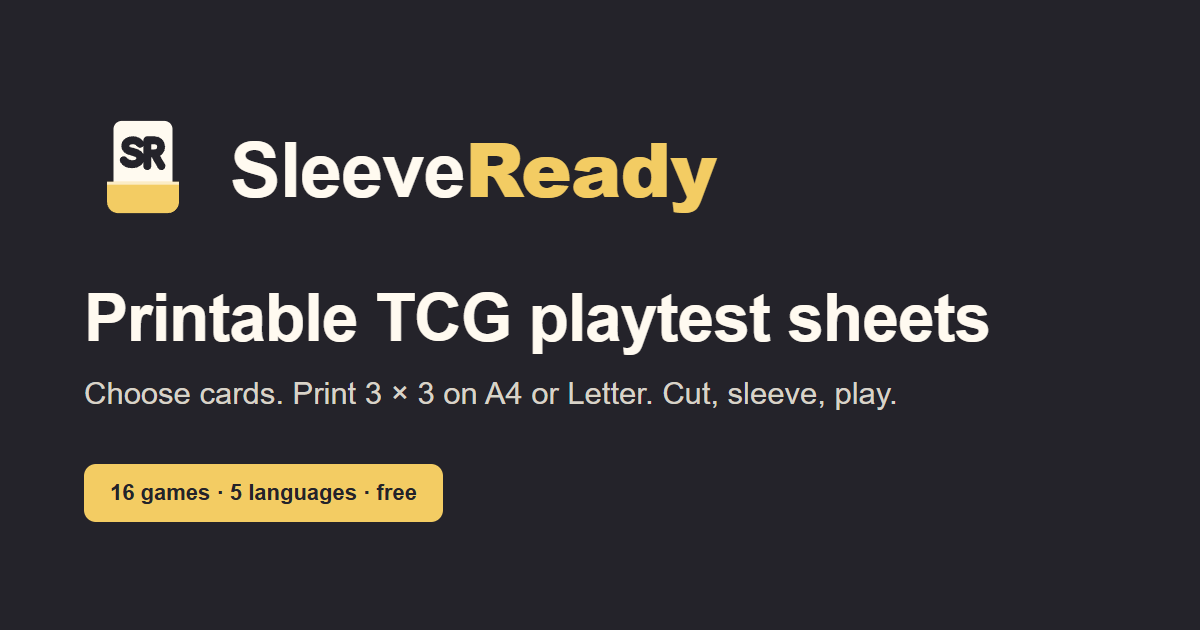 SR
SleeveReady
Printable TCG playtest sheets
Choose cards. Print 3 × 3 on A4 or Letter. Cut, sleeve, play.
16 games · 5 languages · free